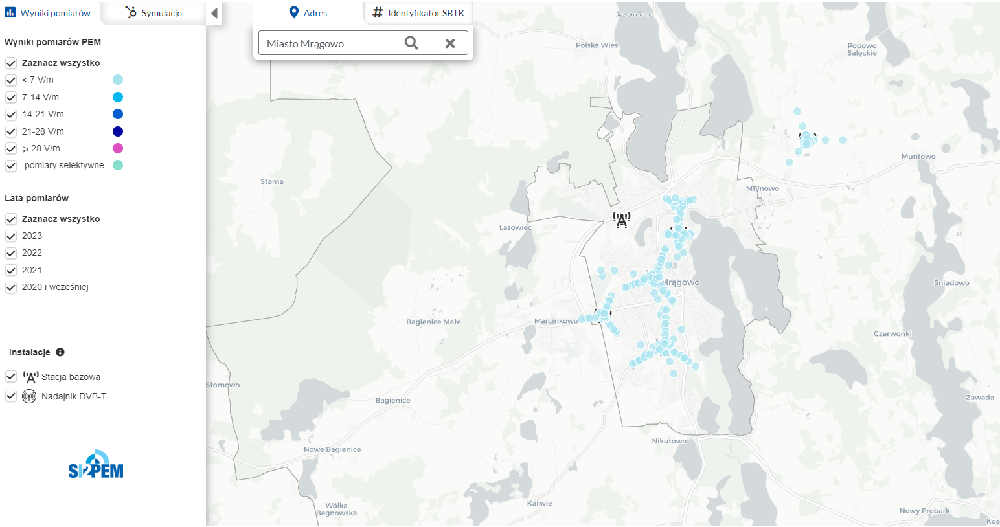 Wyniki pomiarów
Symulacje
Adres
Identyfikator SBTK
Miasto Mrągowo
Wyniki pomiarów PEM
Zaznacz wszystko
< 7 V/m
7-14 V/m
14-21 V/m
21-28 V/m
⩾ 28 V/m
pomiary selektywne
Lata pomiarów
Zaznacz wszystko
2023
2022
2021
2020 i wcześniej
Instalacje
Stacja bazowa
Nadajnik DVB-T
SI2PEM
Jezioro Juno
Polska Wieś
Popowo
Salęckie
Muntowo
Stama
Młynowo
Lasowiec
Mrągowo
Śniadowo
Bagienice Małe
Marcinkowo
Czerwonki
Słomowo
Bagienice
Zawada
Nikutowo
Nowe Bagienice
Wólka
Bagnowska
Karwie
Nowy Probark
Kos